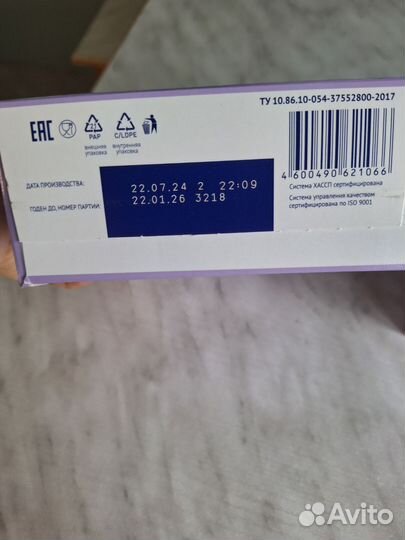 ТУ 10.86.10-054-37552800-2017
EAC
21
PAP
C/LDPE
внешняя
упаковка
внутренняя
упаковка
4 600490 621066
ДАТА ПРОИЗВОДСТВА:
22.07.24 2 22:09
ГОДЕН ДО, НОМЕР ПАРТИИ:
22.01.26 3218
Система ХАССП сертифицирована
Система управления качеством
сертифицирована по ISO 9001
Avito